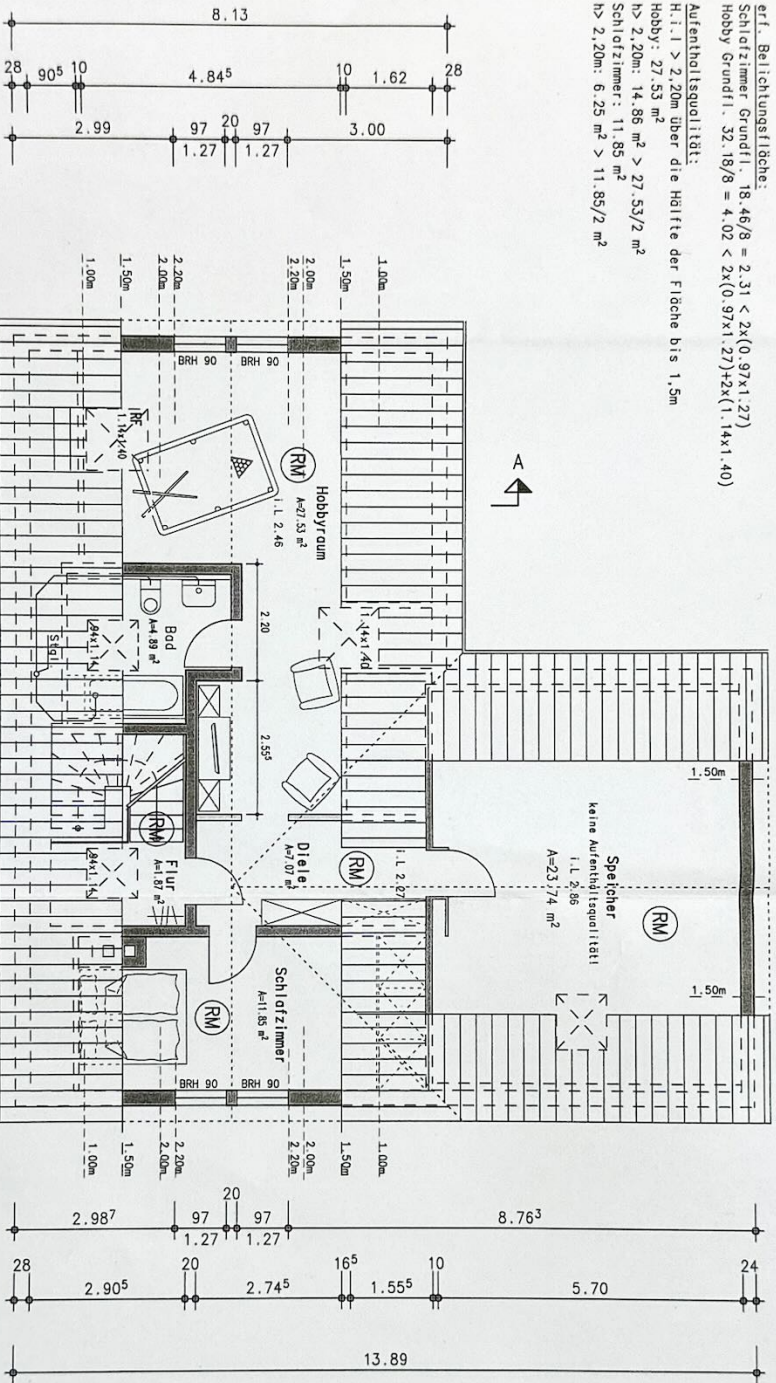 erf. Belichtungsfläche:
Schlafzimmer Grundfl. 18.46/8 = 2.31 < 2x(0.97x1.27)
Hobby Grundfl. 32.18/8 = 4.02 < 2x(0.97x1.27)+2x(1.14x1.40)
Aufenthaltsqualität:
H.i.l > 2,20m über die Hälfte der Fläche bis 1,5m
Hobby: 27.53 m²
h> 2,20m: 14.86 m² > 27.53/2 m²
Schlafzimmer: 11.85 m²
h> 2,20m: 6.25 m² > 11.85/2 m²
8.13
28 90⁵ 10 4.84⁵ 10 1.62 28
2.99 97 20 97 3.00
1.27 1.27
1.00m 1.50m 2.00m 2.20m 2.20m 2.00m 1.50m 1.00m
BRH 90 BRH 90
A
RF
1.14x1.40
RM
Hobbyraum
A=27.53 m²
i.L 2.46
2.20
Bad
A=4.89 m²
94x1.14
Stgl
1.14x1.40
2.55⁵
RM
Flur
A=1.87 m²
94x1.14
Diele
A=7.07 m²
RM
i.L 2.27
Speicher
keine Aufenthaltsqualität!
i.L 2.86
A=23.74 m²
RM
1.50m
1.50m
Schlafzimmer
A=11.85 m²
RM
BRH 90 BRH 90
1.00m 1.50m 2.00m 2.20m 2.20m 2.00m 1.50m 1.00m
2.98⁷ 97 20 97 8.76³
1.27 1.27
28 2.90⁵ 20 2.74⁵ 16⁵ 1.55⁵ 10 5.70 24
13.89